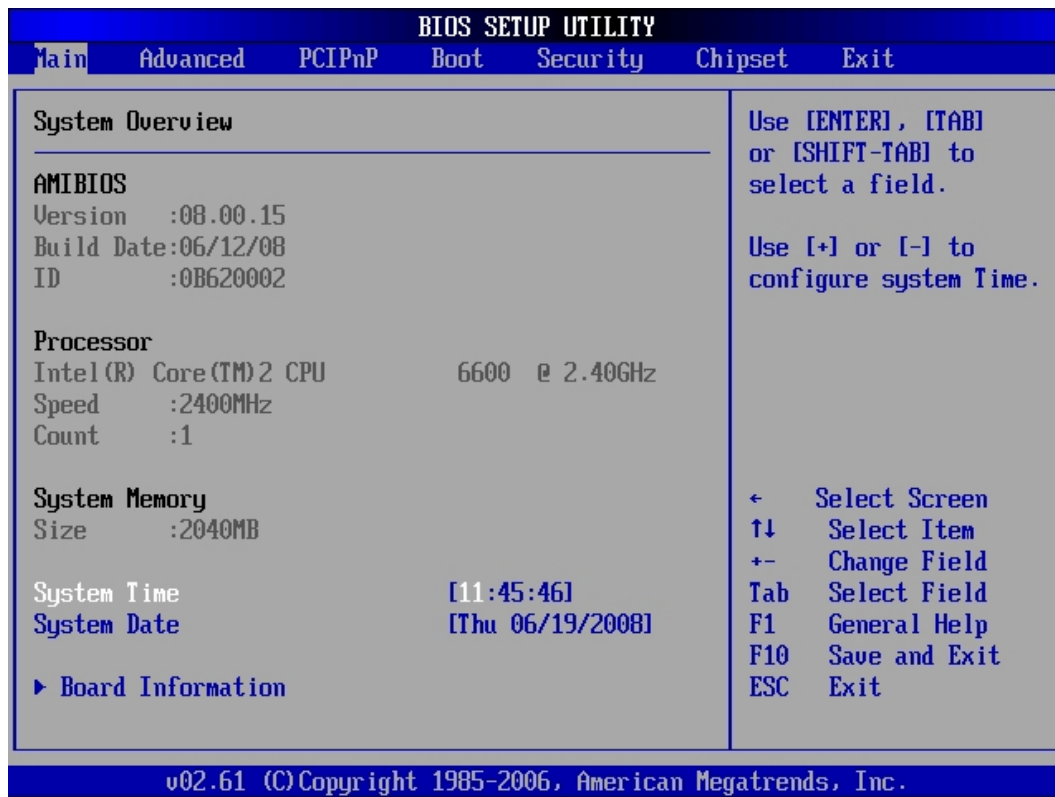 BIOS SETUP UTILITY
Main Advanced PCIPnP Boot Security Chipset Exit
System Overview
AMIBIOS
Version :08.00.15
Build Date:06/12/08
ID :0B620002
Processor
Intel(R) Core(TM)2 CPU 6600 @ 2.40GHz
Speed :2400MHz
Count :1
System Memory
Size :2040MB
System Time [11:45:46]
System Date [Thu 06/19/2008]
▶ Board Information
Use [ENTER], [TAB]
or [SHIFT-TAB] to
select a field.
Use [+] or [-] to
configure system Time.
← Select Screen
↑↓ Select Item
+- Change Field
Tab Select Field
F1 General Help
F10 Save and Exit
ESC Exit
v02.61 (C)Copyright 1985-2006, American Megatrends, Inc.